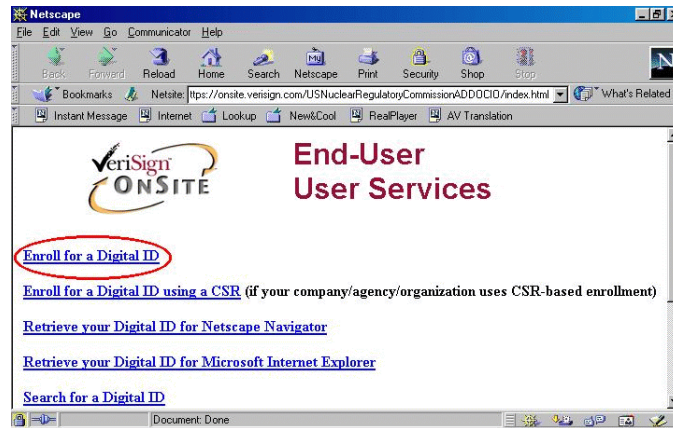 Netscape
File Edit View Go Communicator Help
Back Forward Reload Home Search Netscape Print Security Shop Stop
Bookmarks Netsite: ttps://onsite.verisign.com/USNuclearRegulatoryCommissionADDOCIO/index.html What's Related
Instant Message Internet Lookup New&Cool RealPlayer AV Translation
VeriSign
ONSITE
End-User
User Services
Enroll for a Digital ID
Enroll for a Digital ID using a CSR (if your company/agency/organization uses CSR-based enrollment)
Retrieve your Digital ID for Netscape Navigator
Retrieve your Digital ID for Microsoft Internet Explorer
Search for a Digital ID
Document: Done